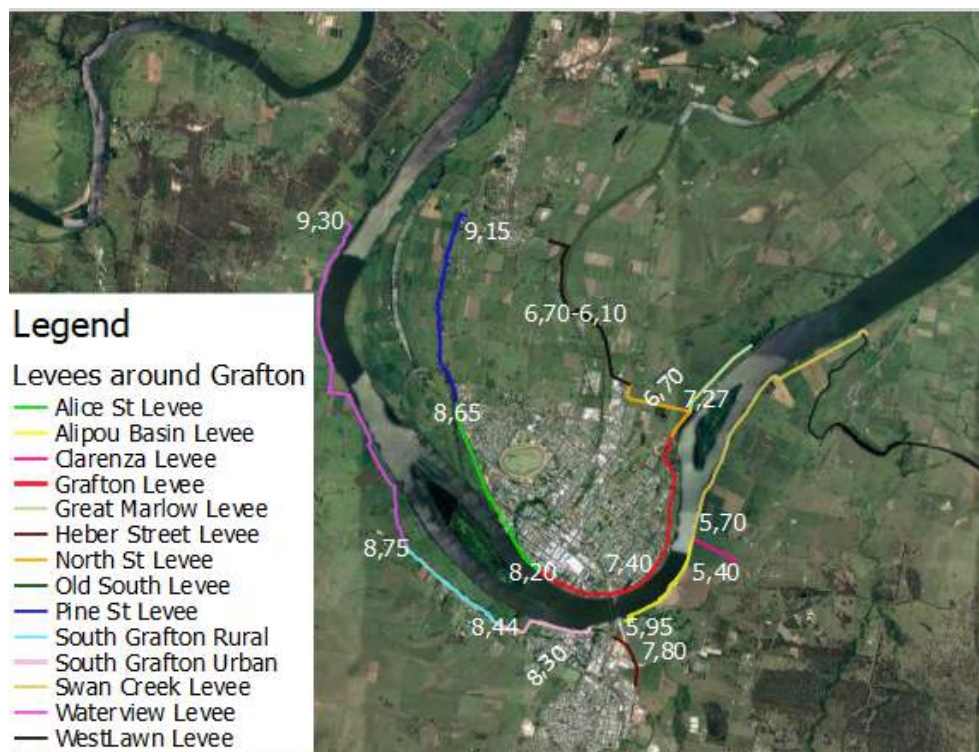 9,30
9,15
6,70-6,10
6,70
7,27
8,65
5,70
8,75
7,40
8,20
5,40
8,44
5,95
8,30
7,80
Legend
Levees around Grafton
Alice St Levee
Alipou Basin Levee
Clarenza Levee
Grafton Levee
Great Marlow Levee
Heber Street Levee
North St Levee
Old South Levee
Pine St Levee
South Grafton Rural
South Grafton Urban
Swan Creek Levee
Waterview Levee
WestLawn Levee